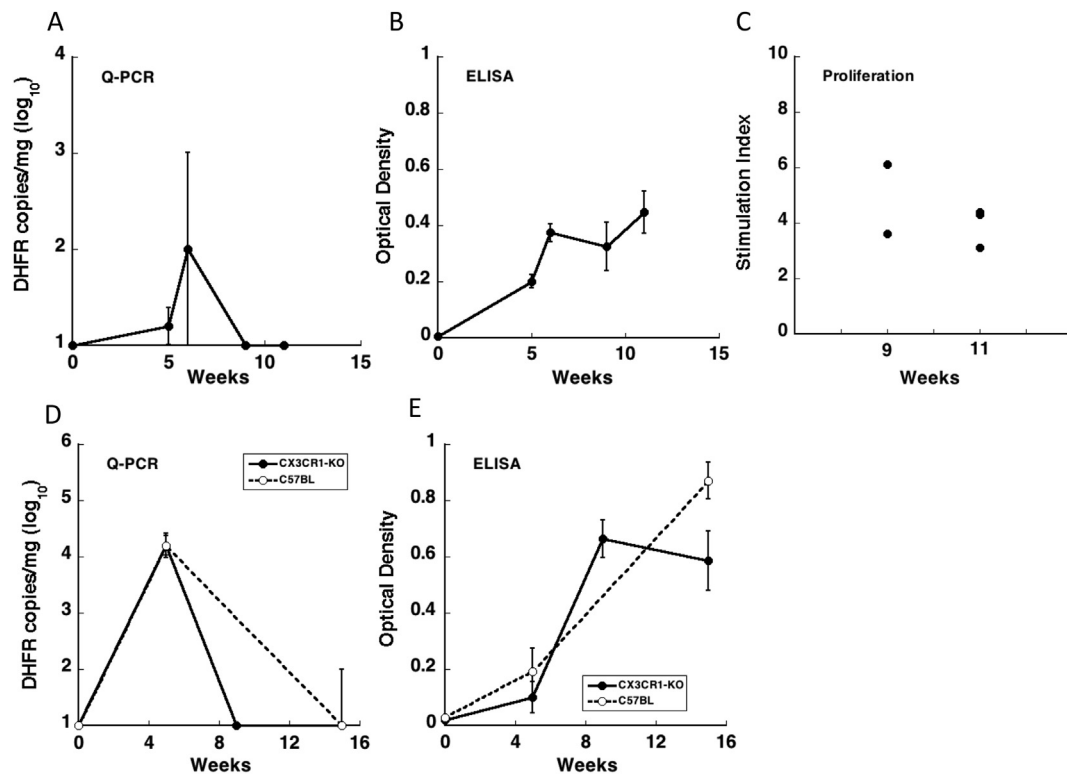 A
Q-PCR
DHFR copies/mg (log10)
4
3
2
1
0
5
10
15
Weeks
B
ELISA
Optical Density
1
0.8
0.6
0.4
0.2
0
0
5
10
15
Weeks
C
Proliferation
Stimulation Index
10
8
6
4
2
0
9
11
Weeks
D
Q-PCR
CX3CR1-KO
C57BL
DHFR copies/mg (log10)
6
5
4
3
2
1
0
4
8
12
16
Weeks
E
ELISA
CX3CR1-KO
C57BL
Optical Density
1
0.8
0.6
0.4
0.2
0
0
4
8
12
16
Weeks